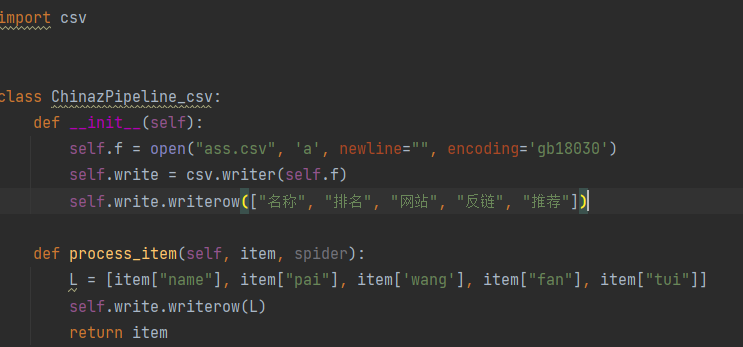 import csv
class ChinazPipeline_csv:
    def __init__(self):
        self.f = open("ass.csv", 'a', newline="", encoding='gb18030')
        self.write = csv.writer(self.f)
        self.write.writerow(["名称", "排名", "网站", "反链", "推荐"])
    def process_item(self, item, spider):
        L = [item["name"], item["pai"], item['wang'], item["fan"], item["tui"]]
        self.write.writerow(L)
        return item